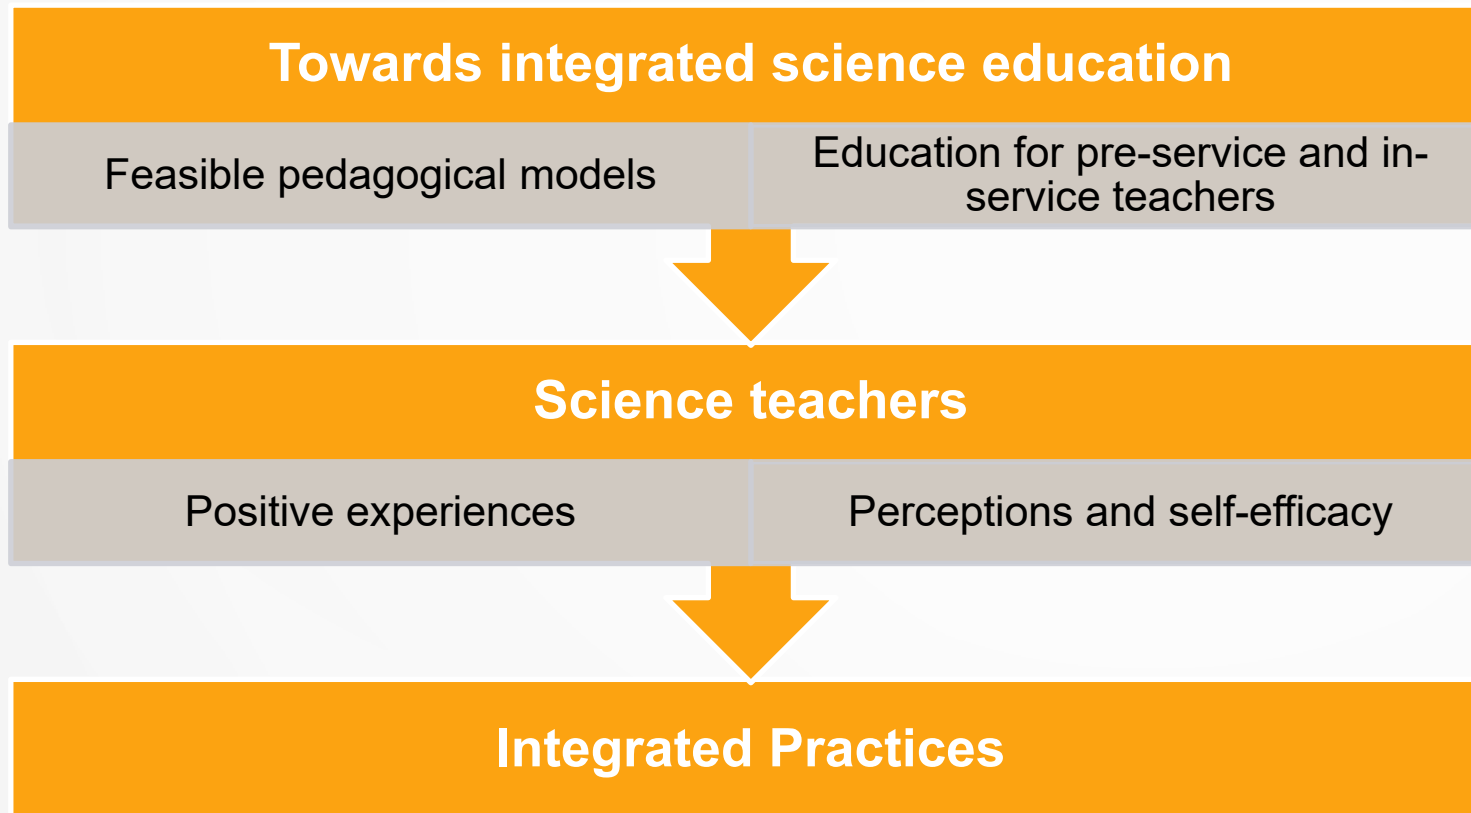 Towards integrated science education
Feasible pedagogical models
Education for pre-service and in-
service teachers
Science teachers
Positive experiences
Perceptions and self-efficacy
Integrated Practices